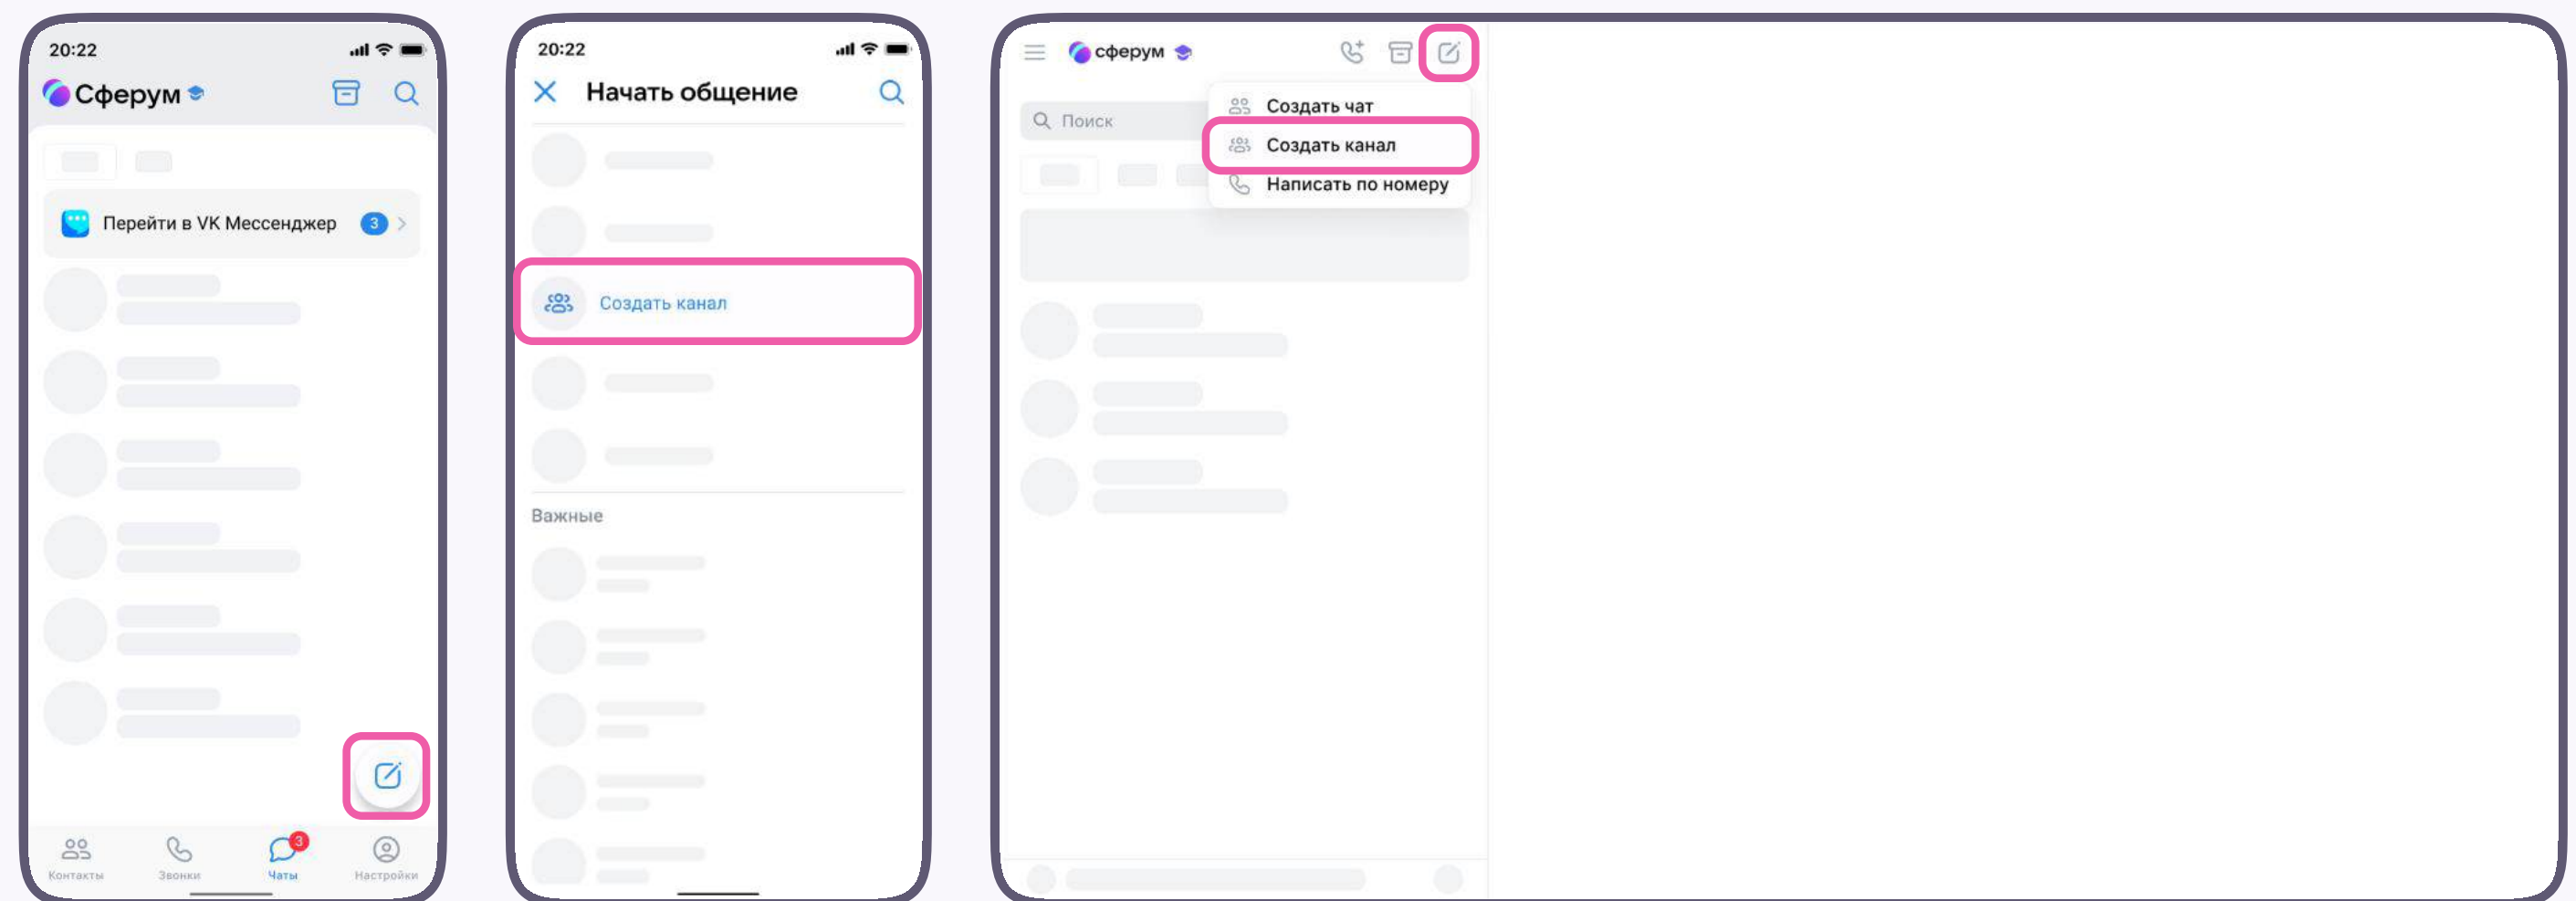 20:22
Сферум
Перейти в VK Мессенджер 3
3
Контакты Звонки Чаты Настройки
20:22
Начать общение
Создать канал
Важные
сферум
Поиск
Создать чат
Создать канал
Написать по номеру